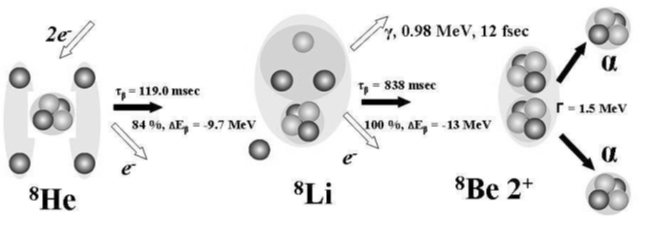 2e⁻
γ, 0.98 MeV, 12 fsec
α
τβ = 119.0 msec
τβ = 838 msec
84 %, ΔEβ = -9.7 MeV
100 %, ΔEβ = -13 MeV
Γ = 1.5 MeV
e⁻
e⁻
α
⁸He
⁸Li
⁸Be 2⁺